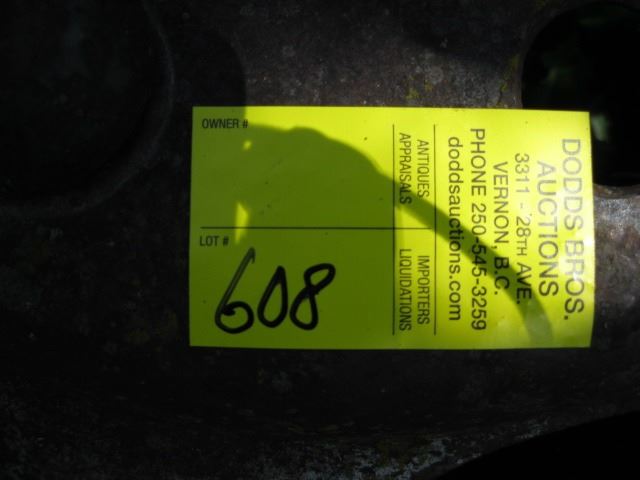 DODDS BROS.
AUCTIONS
3311 - 28TH AVE.
VERNON, B.C.
PHONE 250-545-3259
doddsauctions.com
ANTIQUES IMPORTERS
APPRAISALS LIQUIDATIONS
OWNER #
LOT #
608